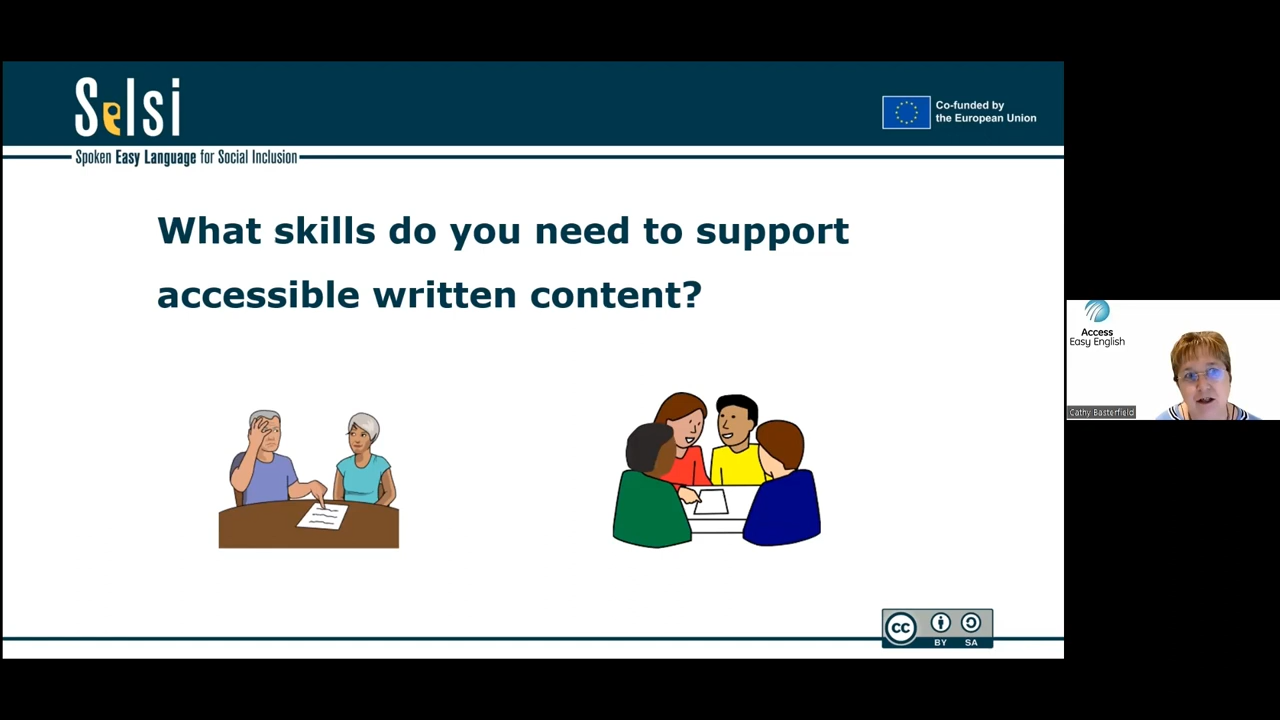 Selsi
Spoken Easy Language for Social Inclusion
Co-funded by
the European Union
What skills do you need to support
accessible written content?
Access
Easy English
Cathy Basterfield
CC
BY SA